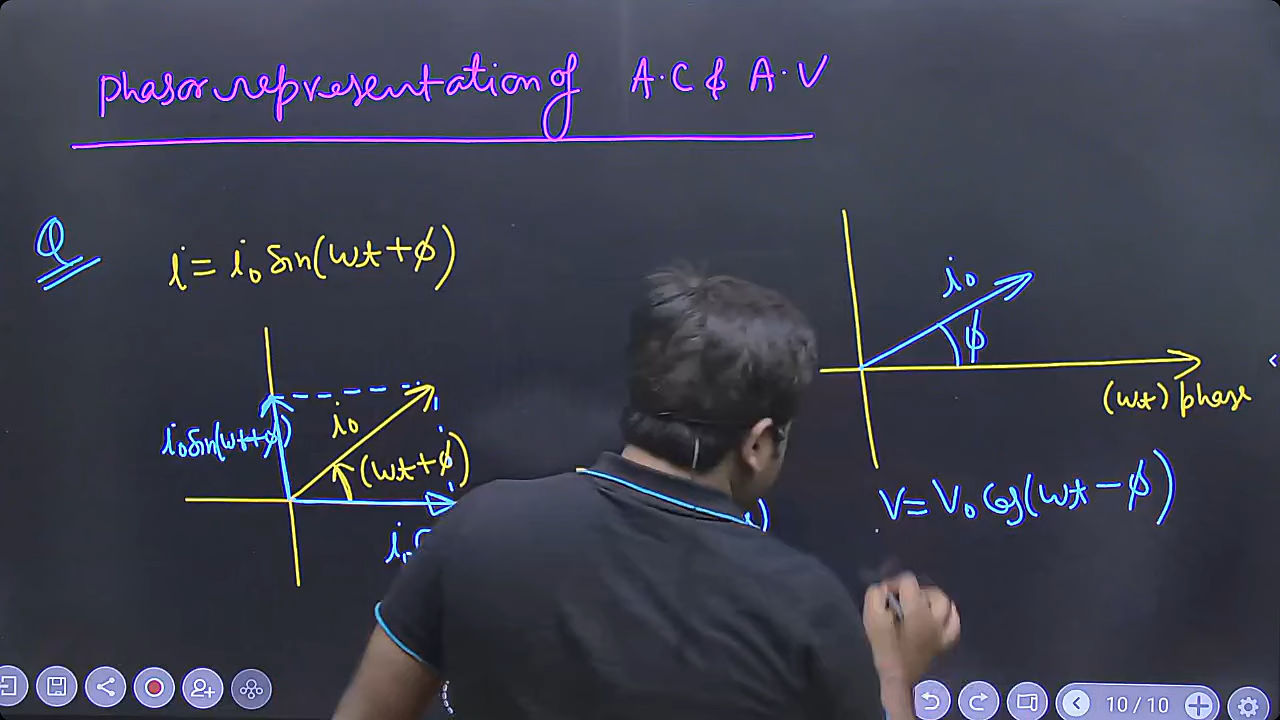 Phasor representation of A.C & A.V
Q
i = i₀ sin(ωt + φ)
i₀
φ
(ωt) phase
i₀ sin(ωt+φ)
i₀
(ωt + φ)
V = V₀ Cos(ωt − φ)
10/10